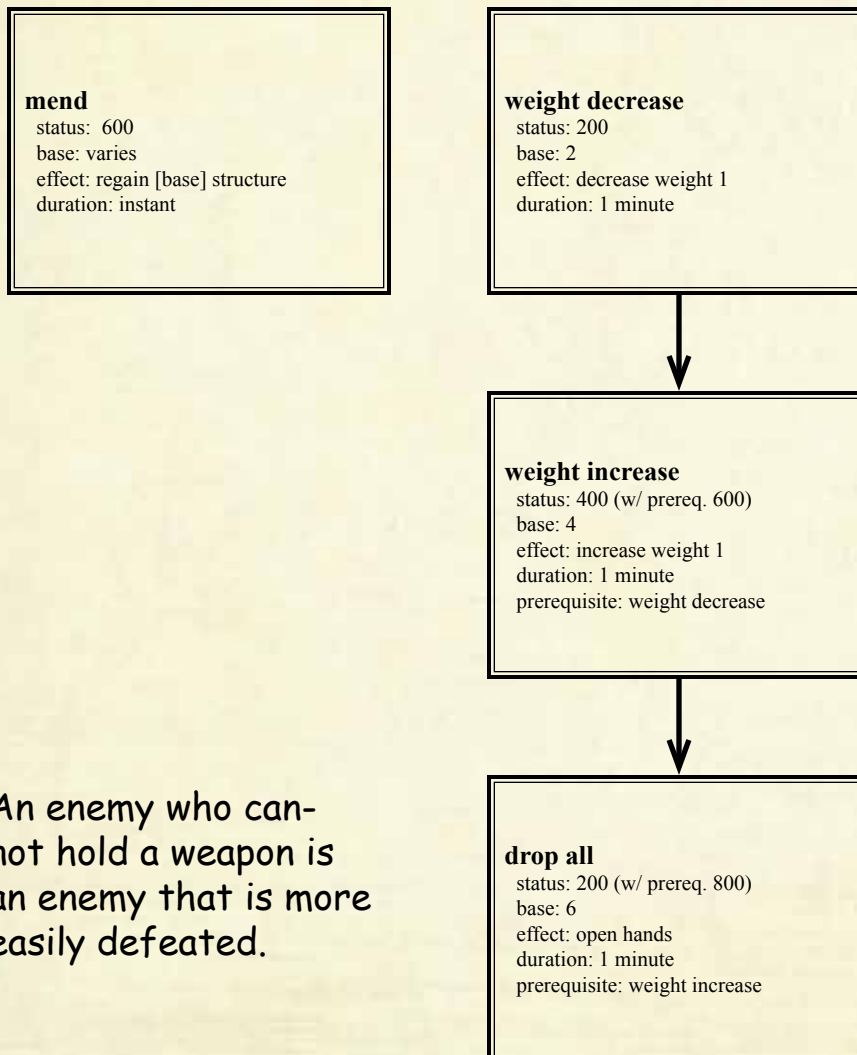 mend
status: 600
base: varies
effect: regain [base] structure
duration: instant
weight decrease
status: 200
base: 2
effect: decrease weight 1
duration: 1 minute
weight increase
status: 400 (w/ prereq. 600)
base: 4
effect: increase weight 1
duration: 1 minute
prerequisite: weight decrease
An enemy who can-
not hold a weapon is
an enemy that is more
easily defeated.
drop all
status: 200 (w/ prereq. 800)
base: 6
effect: open hands
duration: 1 minute
prerequisite: weight increase